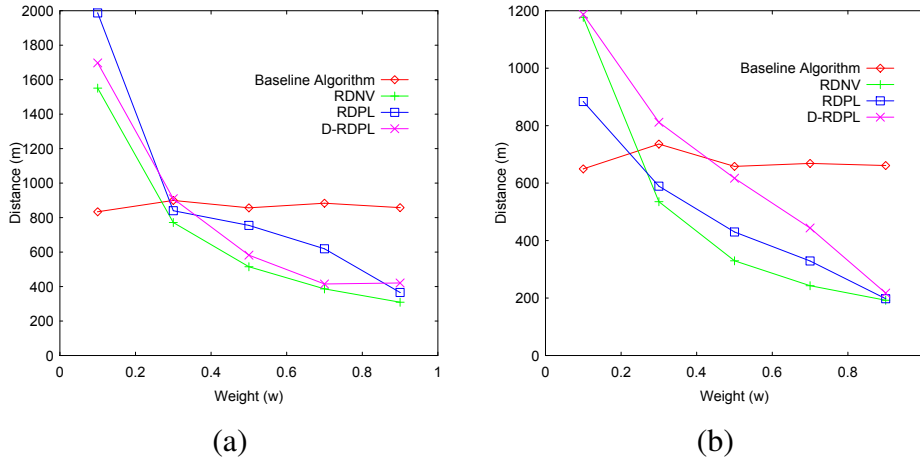 2000
1800
1600
1400
1200
1000
800
600
400
200
0
Distance (m)
0 0.2 0.4 0.6 0.8 1
Weight (w)
Baseline Algorithm
RDNV
RDPL
D-RDPL
(a)
1200
1000
800
600
400
200
0
Distance (m)
0 0.2 0.4 0.6 0.8
Weight (w)
Baseline Algorithm
RDNV
RDPL
D-RDPL
(b)